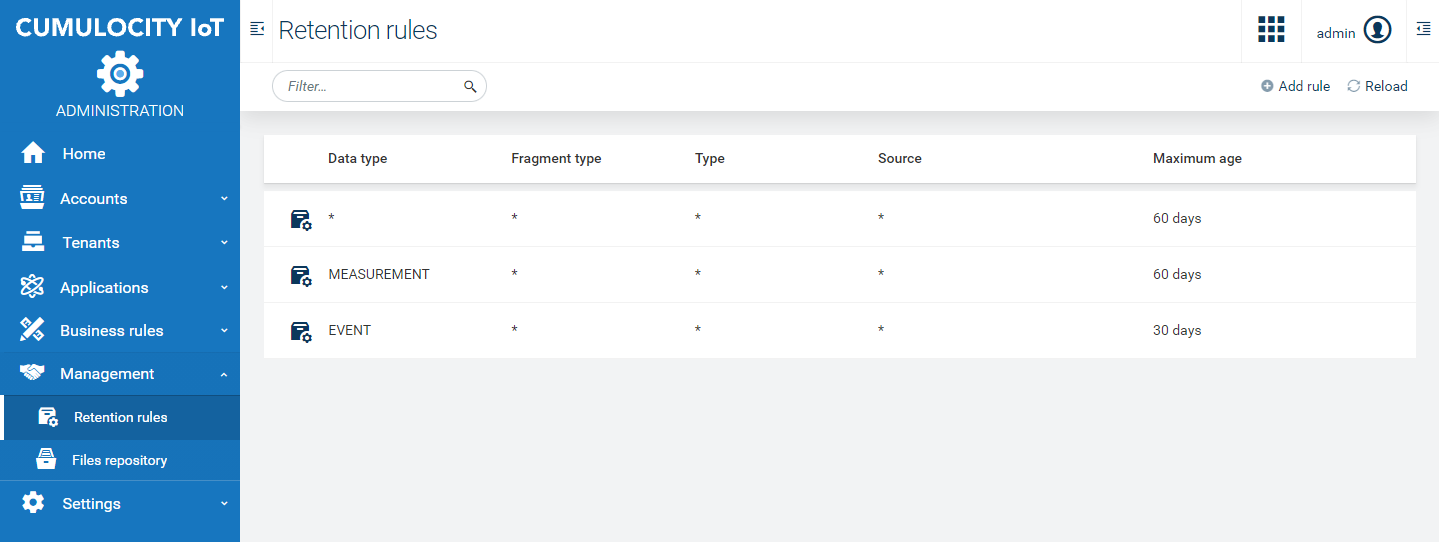 CUMULOCITY IoT
ADMINISTRATION
Home
Accounts
Tenants
Applications
Business rules
Management
Retention rules
Files repository
Settings
Retention rules
admin
Filter...
Add rule Reload
Data type Fragment type Type Source Maximum age
* * * * 60 days
MEASUREMENT * * * 60 days
EVENT * * * 30 days